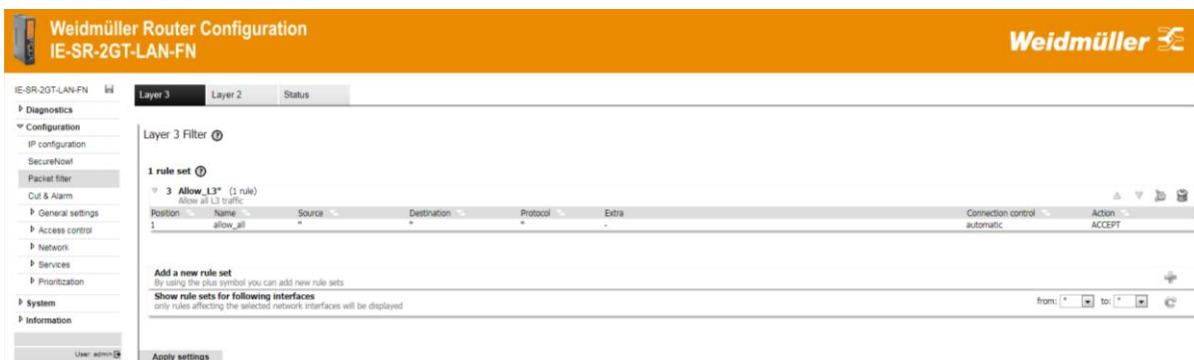 Weidmüller Router Configuration
IE-SR-2GT-LAN-FN
Weidmüller
IE-SR-2GT-LAN-FN
Diagnostics
Configuration
IP configuration
SecureNow!
Packet filter
Cut & Alarm
General settings
Access control
Network
Services
Prioritization
System
Information
User: admin
Layer 3 Layer 2 Status
Layer 3 Filter ?
1 rule set ?
3 Allow_L3" (1 rule)
Allow all L3 traffic
Position Name Source Destination Protocol Extra Connection control Action
1 allow_all * * * - automatic ACCEPT
Add a new rule set
By using the plus symbol you can add new rule sets
Show rule sets for following interfaces
only rules affecting the selected network interfaces will be displayed
from: * to: *
Apply settings